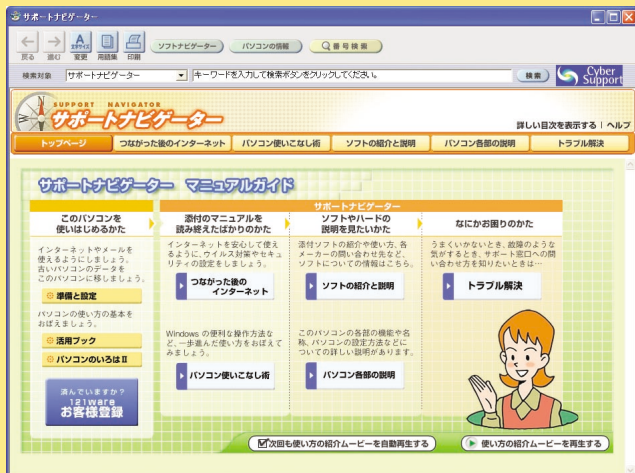 サポートナビゲーター
戻る 進む 文字サイズ 変更 用語集 印刷 ソフトナビゲーター パソコンの情報 番号検索
検索対象 サポートナビゲーター キーワードを入力して検索ボタンをクリックしてください。 検索 Cyber Support
SUPPORT NAVIGATOR
サポートナビゲーター
詳しい目次を表示する | ヘルプ
トップページ つながった後のインターネット パソコン使いこなし術 ソフトの紹介と説明 パソコン各部の説明 トラブル解決
サポートナビゲーター マニュアルガイド
このパソコンを
使いはじめるかた
インターネットやメールを
使えるようにしましょう。
古いパソコンのデータを
このパソコンに移しましょう。
準備と設定
パソコンの使い方の基本を
おぼえましょう。
活用ブック
パソコンのいろはⅡ
済んでいますか?
121ware
お客様登録
サポートナビゲーター
添付のマニュアルを
読み終えたばかりのかた
インターネットを安心して使え
るように、ウイルス対策やセキュ
リティの設定をしましょう。
つながった後の
インターネット
Windows の便利な操作方法な
ど、一歩進んだ使い方をおぼえて
みましょう。
パソコン使いこなし術
ソフトやハードの
説明を見たいかた
添付ソフトの紹介や使い方、各
メーカーの問い合わせ先など、
ソフトについての情報はこちら。
ソフトの紹介と説明
このパソコンの各部の機能や名
称、パソコンの設定方法などに
ついての詳しい説明があります。
パソコン各部の説明
なにかお困りのかた
うまくいかないとき、故障のような
気がするとき、サポート窓口への問
い合わせ方を知りたいときは…
トラブル解決
次回も使い方の紹介ムービーを自動再生する
使い方の紹介ムービーを再生する